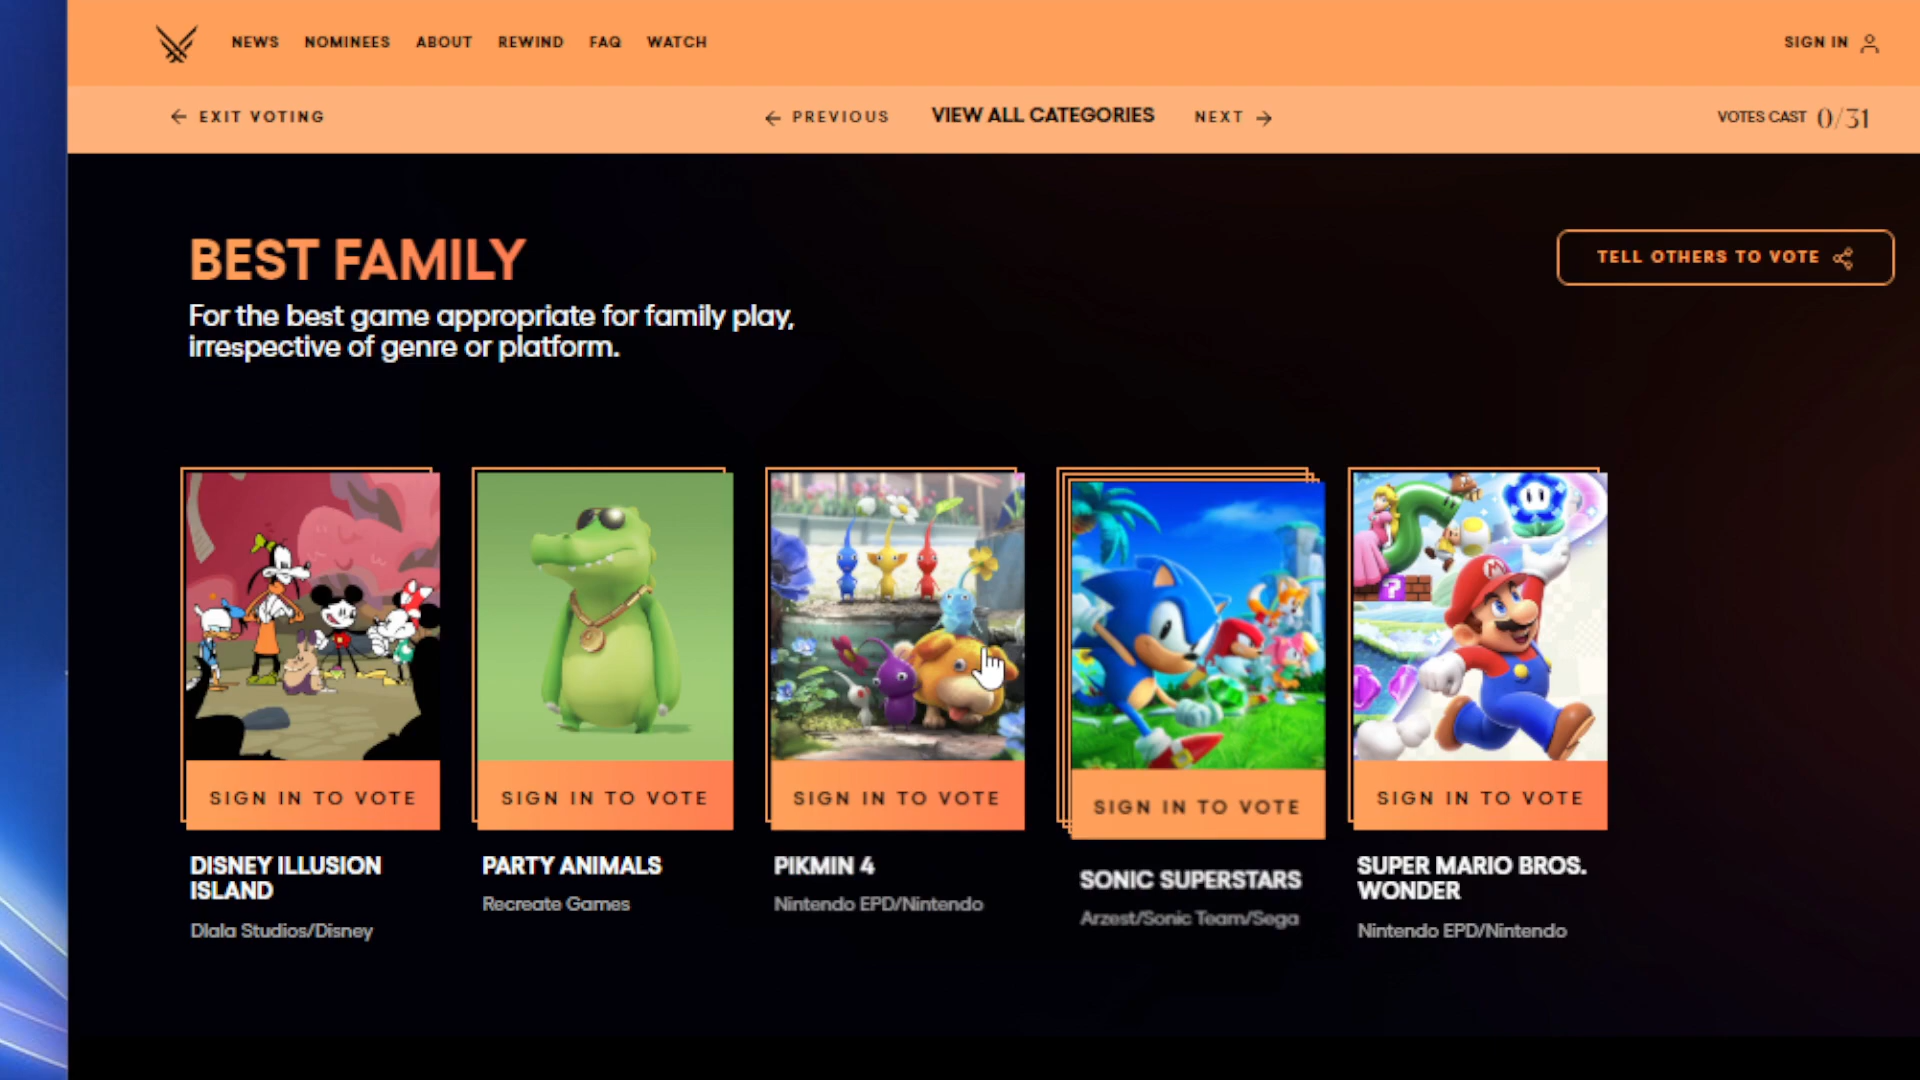 NEWS NOMINEES ABOUT REWIND FAQ WATCH SIGN IN
EXIT VOTING PREVIOUS VIEW ALL CATEGORIES NEXT VOTES CAST 0/31
BEST FAMILY
TELL OTHERS TO VOTE
For the best game appropriate for family play,
irrespective of genre or platform.
M
?
SIGN IN TO VOTE SIGN IN TO VOTE SIGN IN TO VOTE SIGN IN TO VOTE SIGN IN TO VOTE
DISNEY ILLUSION
ISLAND
Dlala Studios/Disney
PARTY ANIMALS
Recreate Games
PIKMIN 4
Nintendo EPD/Nintendo
SONIC SUPERSTARS
Arzest/Sonic Team/Sega
SUPER MARIO BROS.
WONDER
Nintendo EPD/Nintendo